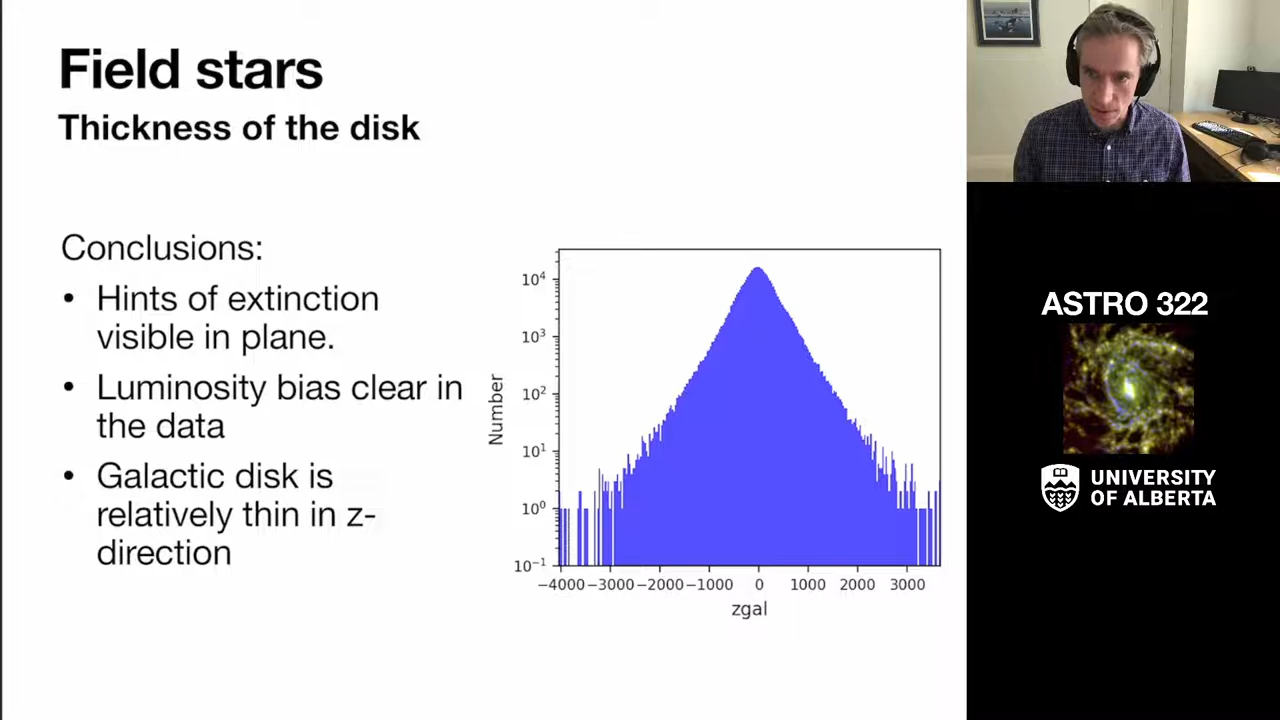 Field stars
Thickness of the disk
Conclusions:
• Hints of extinction
visible in plane.
• Luminosity bias clear in
the data
• Galactic disk is
relatively thin in z-
direction
Number
10⁴
10³
10²
10¹
10⁰
10⁻¹
−4000 −3000 −2000 −1000 0 1000 2000 3000
zgal
ASTRO 322
UNIVERSITY
OF ALBERTA